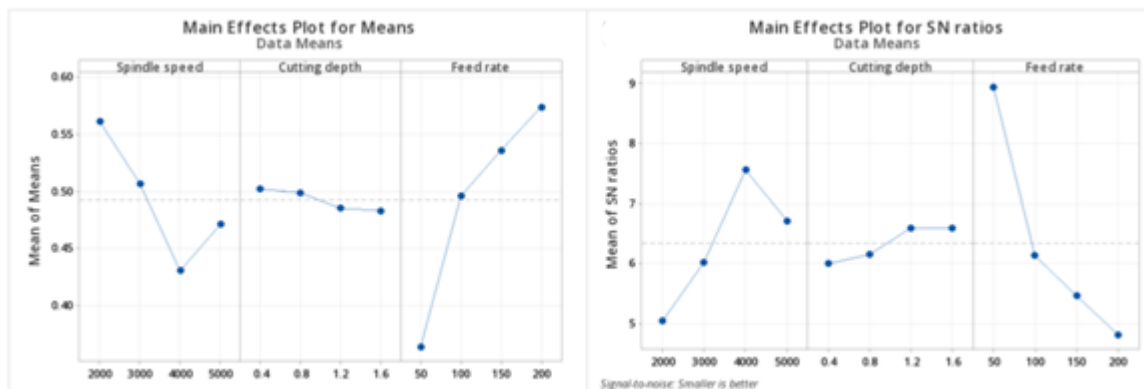 Main Effects Plot for Means
Data Means
Spindle speed Cutting depth Feed rate
0.60
0.55
0.50
0.45
0.40
Mean of Means
2000 3000 4000 5000 0.4 0.8 1.2 1.6 50 100 150 200
Main Effects Plot for SN ratios
Data Means
Spindle speed Cutting depth Feed rate
9
8
7
6
5
Mean of SN ratios
2000 3000 4000 5000 0.4 0.8 1.2 1.6 50 100 150 200
Signal-to-noise: Smaller is better